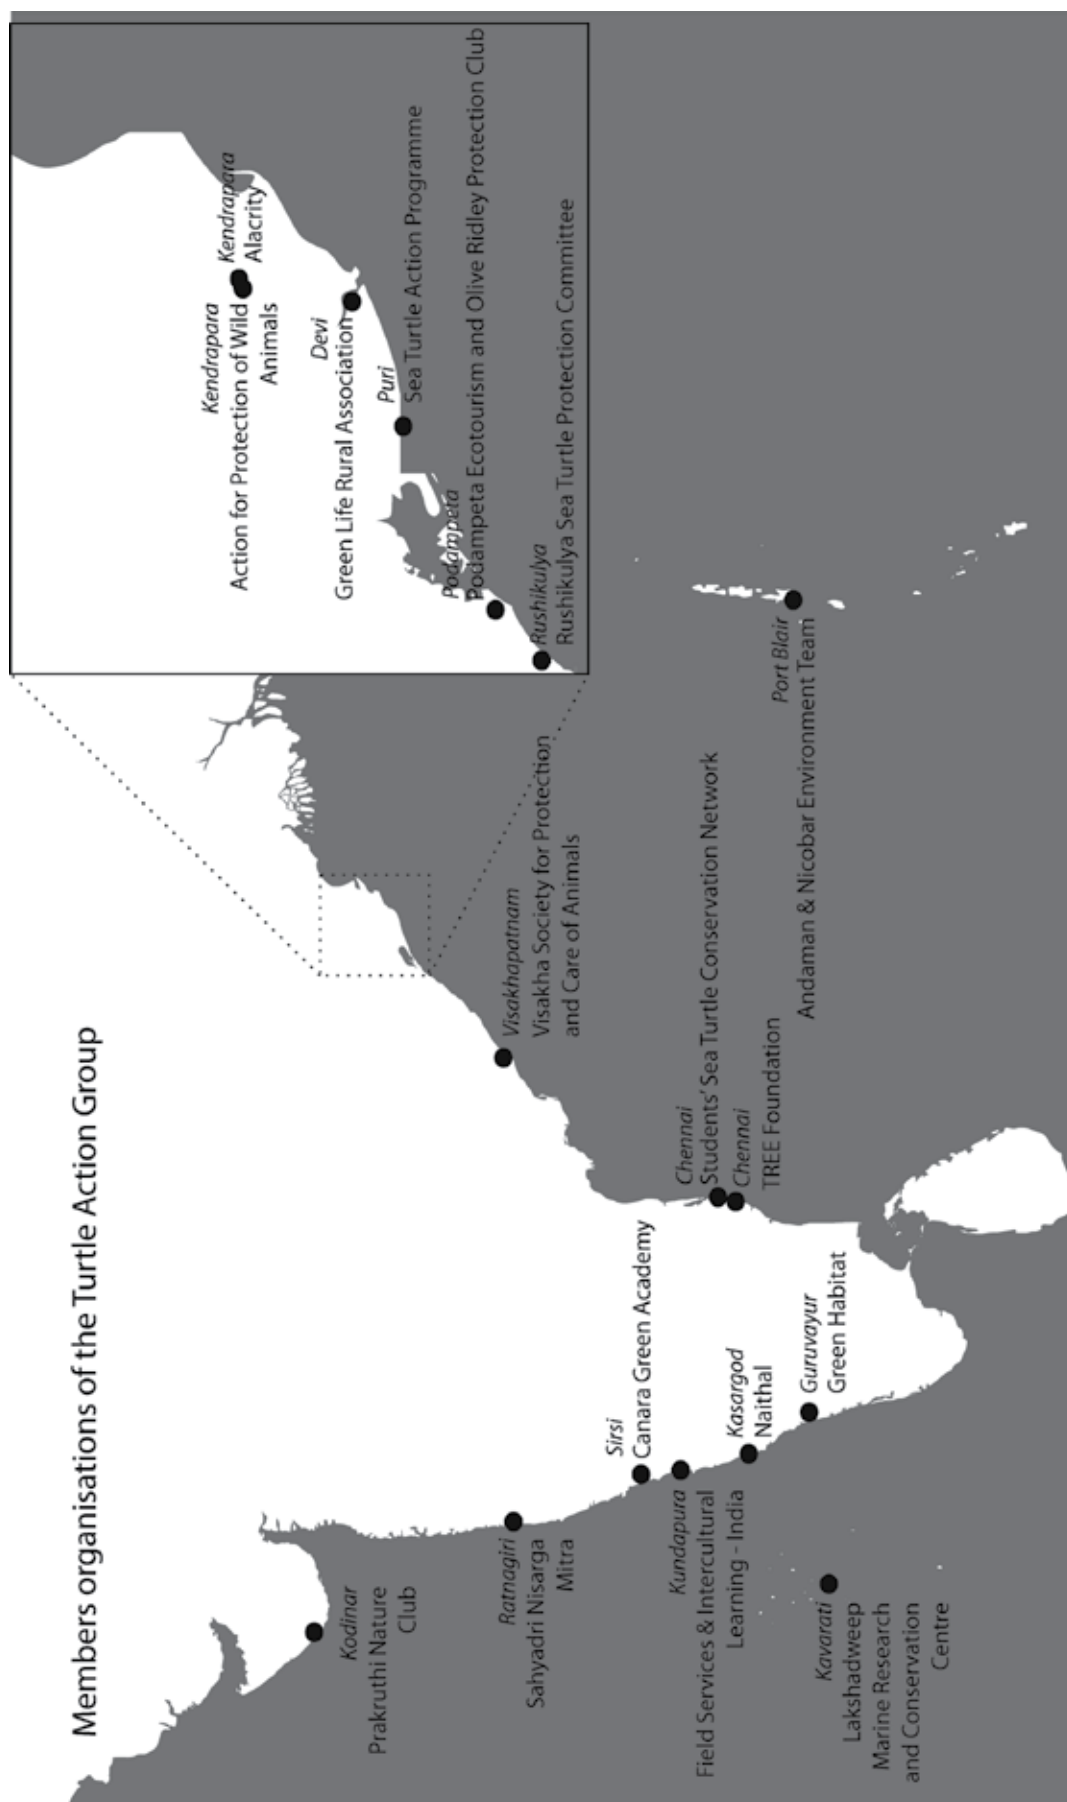 Members organisations of the Turtle Action Group
Kendrapara
Action for Protection of Wild
Animals
Kendrapara
Alacrity
Devi
Green Life Rural Association
Puri
Sea Turtle Action Programme
Podampeta
Podampeta Ecotourism and Olive Ridley Protection Club
Rushikulya
Rushikulya Sea Turtle Protection Committee
Visakhapatnam
Visakha Society for Protection
and Care of Animals
Chennai
Students' Sea Turtle Conservation Network
Chennai
TREE Foundation
Port Blair
Andaman & Nicobar Environment Team
Kodinar
Prakruthi Nature
Club
Ratnagiri
Sahyadri Nisarga
Mitra
Sirsi
Canara Green Academy
Kundapura
Field Services & Intercultural
Learning - India
Kasargod
Naithal
Guruvayur
Green Habitat
Kavarati
Lakshadweep
Marine Research
and Conservation
Centre